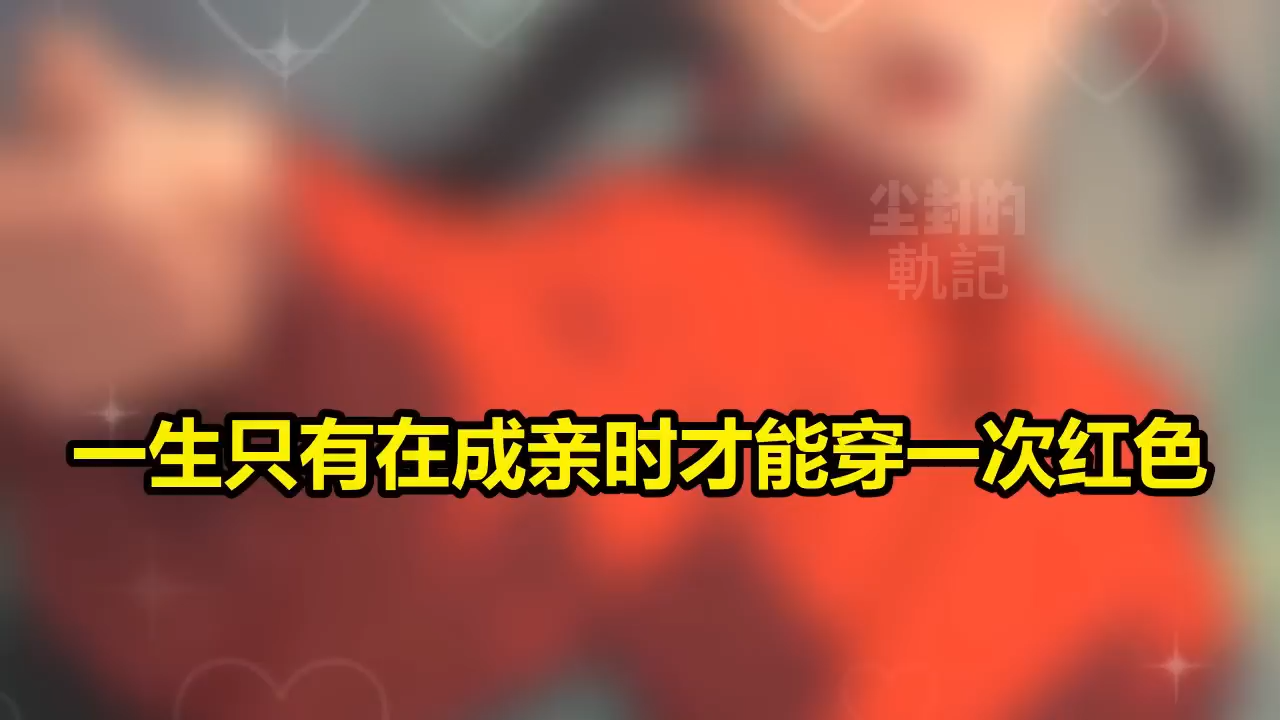 尘封的
軌記
一生只有在成亲时才能穿一次红色